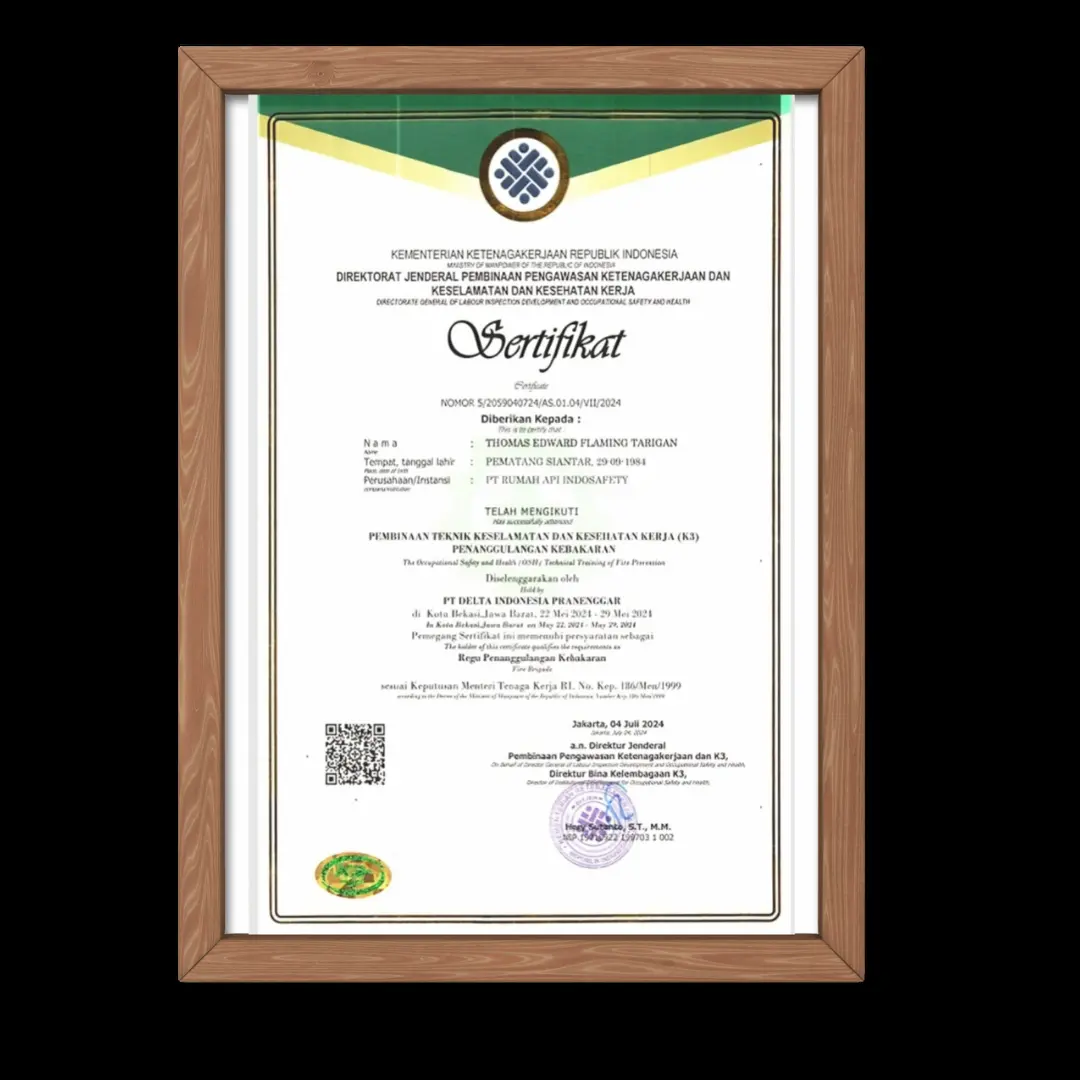 KEMENTERIAN KETENAGAKERJAAN REPUBLIK INDONESIA
MINISTRY OF MANPOWER OF THE REPUBLIC OF INDONESIA
DIREKTORAT JENDERAL PEMBINAAN PENGAWASAN KETENAGAKERJAAN DAN
KESELAMATAN DAN KESEHATAN KERJA
DIRECTORATE GENERAL OF LABOUR INSPECTION DEVELOPMENT AND OCCUPATIONAL SAFETY AND HEALTH
Sertifikat
Certificate
NOMOR 5/2059040724/AS.01.04/VII/2024
Diberikan Kepada :
This is to certify that
Nama : THOMAS EDWARD FLAMING TARIGAN
Name
Tempat, tanggal lahir : PEMATANG SIANTAR, 29-09-1984
Place, date of birth
Perusahaan/Instansi : PT RUMAH API INDOSAFETY
company/institution
TELAH MENGIKUTI
Has successfully attended
PEMBINAAN TEKNIK KESELAMATAN DAN KESEHATAN KERJA (K3)
PENANGGULANGAN KEBAKARAN
The Occupational Safety and Health (OSH) Technical Training of Fire Prevention
Diselenggarakan oleh
Held by
PT DELTA INDONESIA PRANENGGAR
di Kota Bekasi,Jawa Barat, 22 Mei 2024 - 29 Mei 2024
In Kota Bekasi,Jawa Barat on May 22, 2024 - May 29, 2024
Pemegang Sertifikat ini memenuhi persyaratan sebagai
The holder of this certificate qualifies the requirements as
Regu Penanggulangan Kebakaran
Fire Brigade
sesuai Keputusan Menteri Tenaga Kerja RI. No. Kep. 186/Men/1999
according to the Decree of the Minister of Manpower of the Republic of Indonesia, Number Kep. 186/Men/1999
Jakarta, 04 Juli 2024
Jakarta, July 04, 2024
a.n. Direktur Jenderal
Pembinaan Pengawasan Ketenagakerjaan dan K3,
On Behalf of Director General of Labour Inspection Development and Occupational Safety and Health,
Direktur Bina Kelembagaan K3,
Director of Institutional Development for Occupational Safety and Health,
Hery Sutanto, S.T., M.M.
NIP 199703 1 002